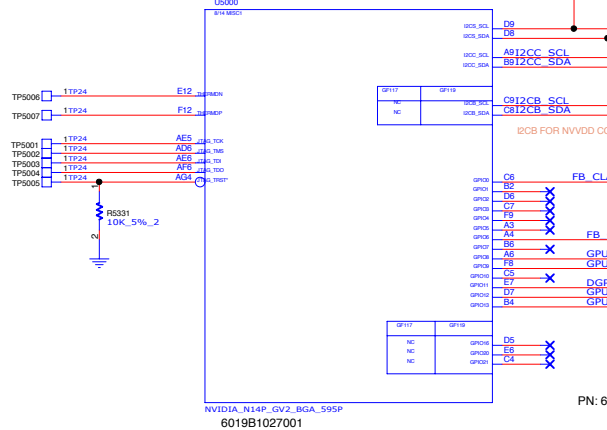 U5000
8/14 MISC1
I2CS_SCL D9
I2CS_SDA D8
I2CC_SCL A9 I2CC_SCL
I2CC_SDA B9 I2CC_SDA
TP5006 1 TP24 E12 THERMDN
GF117 GF119
NC I2CB_SCL C9 I2CB_SCL
TP5007 1 TP24 F12 THERMDP
NC I2CB_SDA C8 I2CB_SDA
I2CB FOR NVVDD CO
TP5001 1 TP24 AE5 JTAG_TCK
TP5002 1 TP24 AD6 JTAG_TMS
TP5003 1 TP24 AE6 JTAG_TDI
TP5004 1 TP24 AF6 JTAG_TDO
TP5005 1 TP24 AG4 JTAG_TRST*
1
R5331
10K_5%_2
2
GPIO0 C6 FB_CLA
GPIO1 B2
GPIO2 D6
GPIO3 C7
GPIO4 F9
GPIO5 A3
GPIO6 A4 FB_
GPIO7 B6
GPIO8 A6 GPU
GPIO9 F8 GPU
GPIO10 C5
GPIO11 E7 DGP
GPIO12 D7 GPU
GPIO13 B4 GPU
GF117 GF119
NC GPIO16 D5
NC GPIO20 E6
NC GPIO21 C4
PN: 6
NVIDIA_N14P_GV2_BGA_595P
6019B1027001